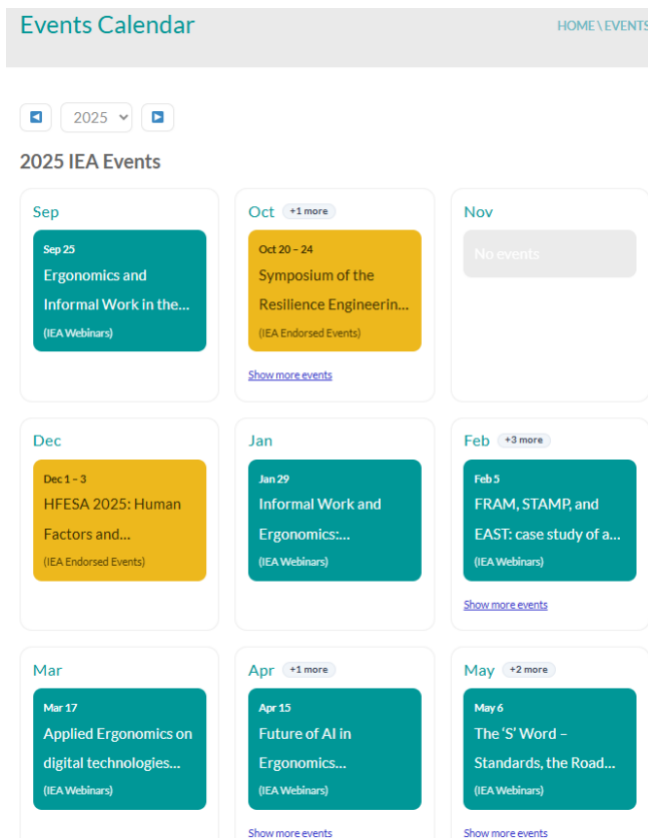 Events Calendar
HOME \ EVENTS
2025
2025 IEA Events
Sep
Sep 25
Ergonomics and
Informal Work in the...
(IEA Webinars)
Oct +1 more
Oct 20 – 24
Symposium of the
Resilience Engineerin...
(IEA Endorsed Events)
Show more events
Nov
No events
Dec
Dec 1 – 3
HFESA 2025: Human
Factors and...
(IEA Endorsed Events)
Jan
Jan 29
Informal Work and
Ergonomics:...
(IEA Webinars)
Feb +3 more
Feb 5
FRAM, STAMP, and
EAST: case study of a...
(IEA Webinars)
Show more events
Mar
Mar 17
Applied Ergonomics on
digital technologies...
(IEA Webinars)
Apr +1 more
Apr 15
Future of AI in
Ergonomics...
(IEA Webinars)
Show more events
May +2 more
May 6
The ‘S’ Word –
Standards, the Road...
(IEA Webinars)
Show more events